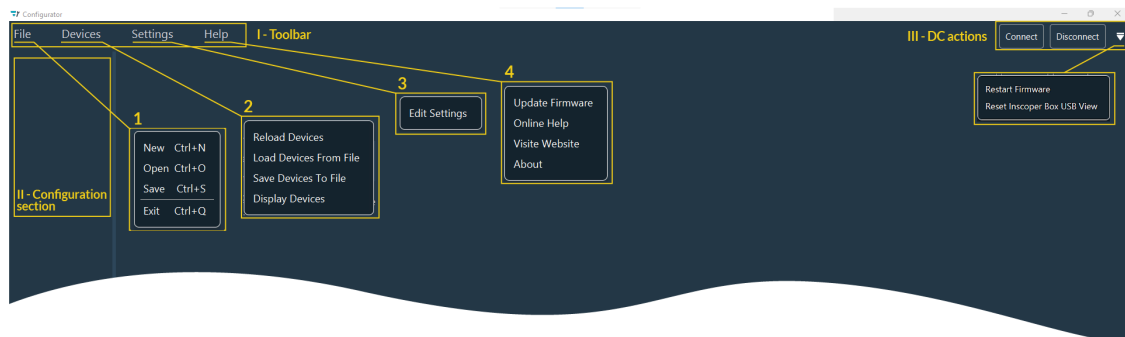 Configurator
File Devices Settings Help I - Toolbar
III - DC actions Connect Disconnect
1
New Ctrl+N
Open Ctrl+O
Save Ctrl+S
Exit Ctrl+Q
2
Reload Devices
Load Devices From File
Save Devices To File
Display Devices
3
Edit Settings
4
Update Firmware
Online Help
Visite Website
About
Restart Firmware
Reset Inscoper Box USB View
II - Configuration
section